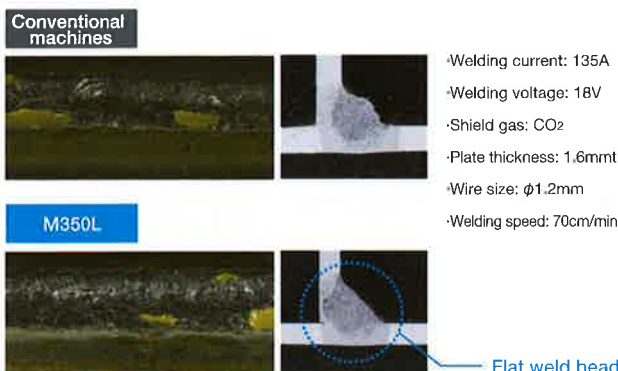 Conventional
machines
·Welding current: 135A
·Welding voltage: 18V
·Shield gas: CO2
·Plate thickness: 1.6mmt
·Wire size: φ1.2mm
·Welding speed: 70cm/min
M350L
Flat weld bead